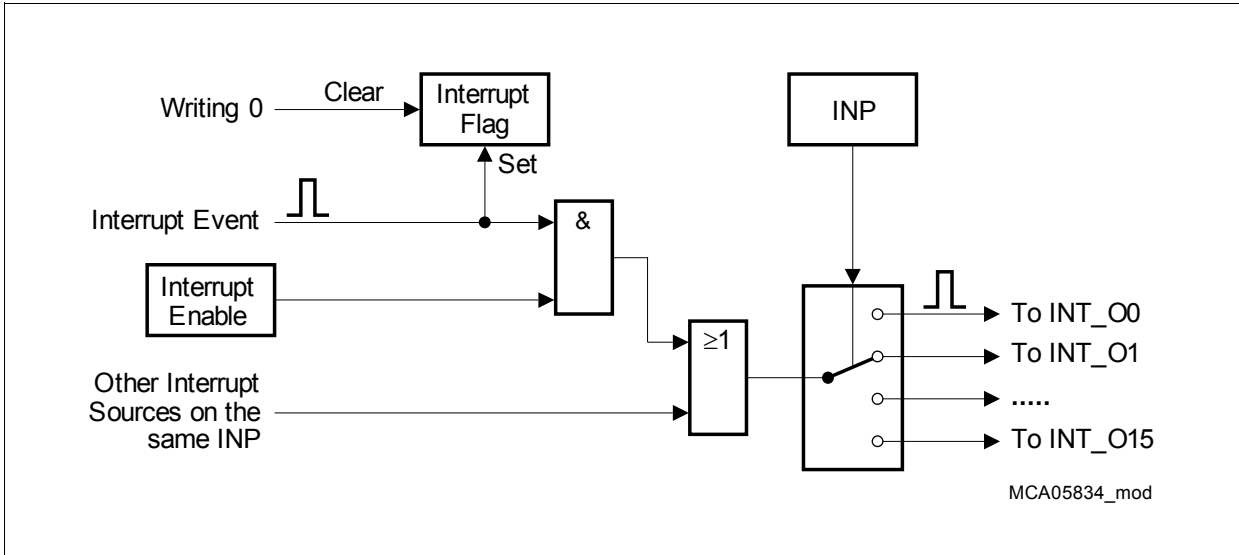 Writing 0
Clear
Interrupt
Flag
INP
Set
Interrupt Event
&
Interrupt
Enable
≥1
To INT_O0
To INT_O1
.....
To INT_O15
Other Interrupt
Sources on the
same INP
MCA05834_mod